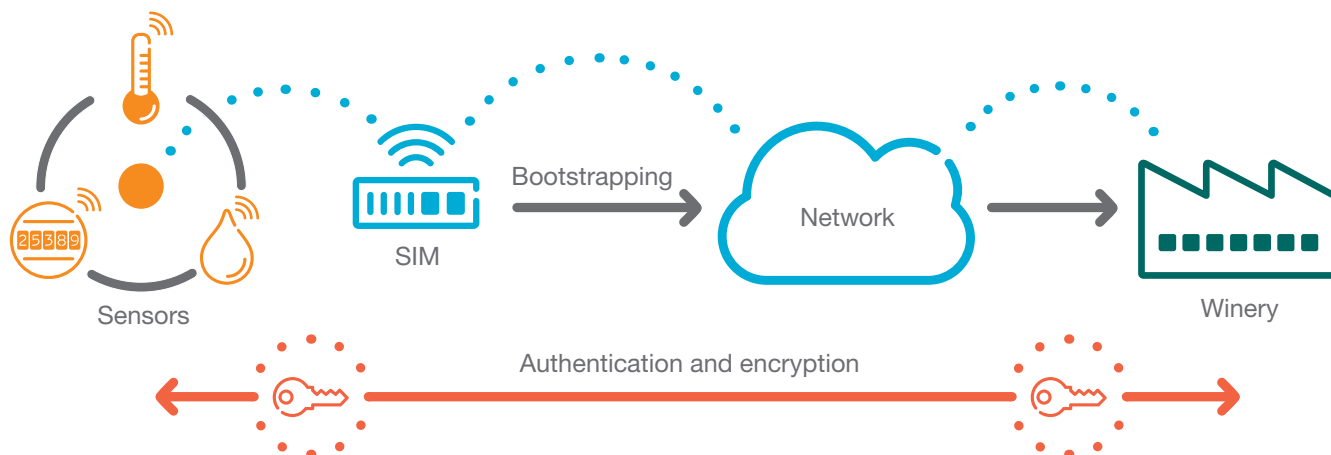 Bootstrapping
Network
25389
SIM
Sensors
Winery
Authentication and encryption